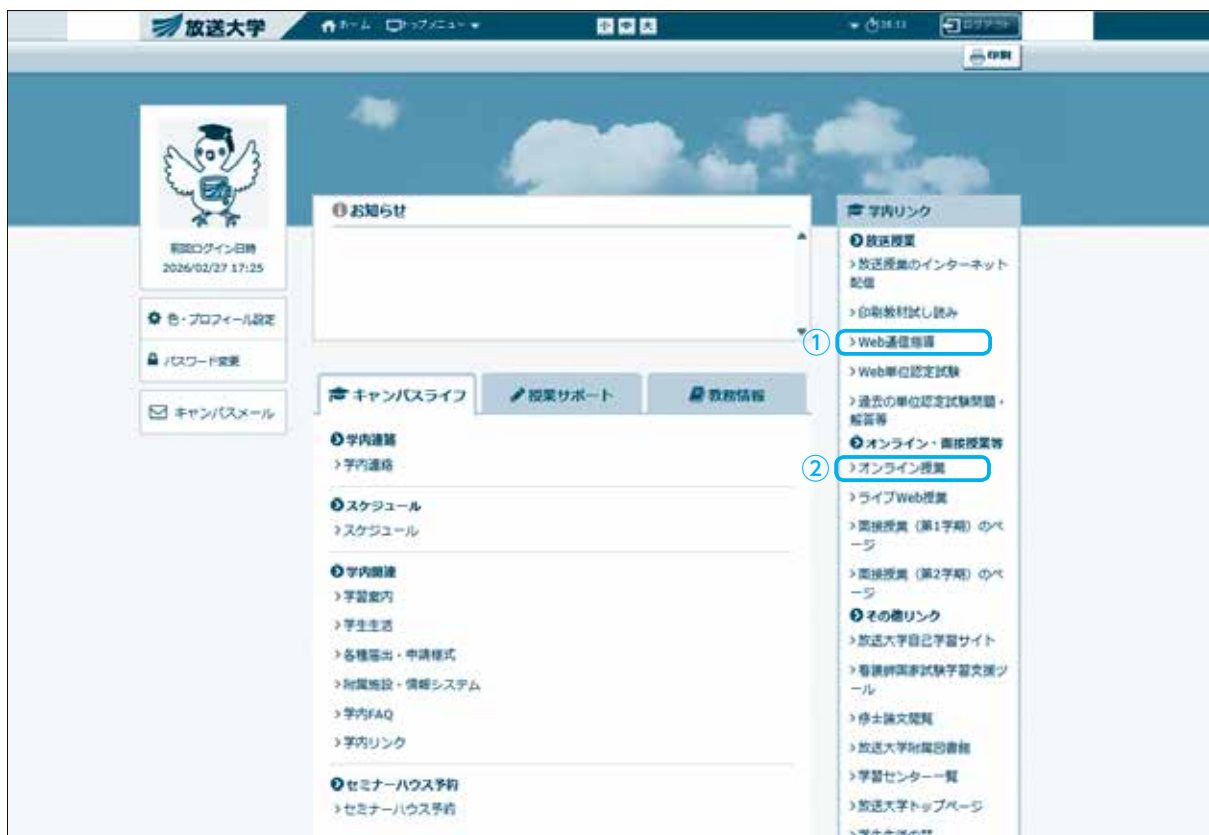 放送大学
ホーム トップメニュー
小 中 大
ログアウト
印刷
前回ログイン日時
2026/02/27 17:25
色・プロフィール設定
パスワード変更
キャンパスメール
お知らせ
キャンパスライフ
授業サポート
教務情報
学内連絡
学内連絡
スケジュール
スケジュール
学内関連
学習案内
学生生活
各種届出・申請様式
附属施設・情報システム
学内FAQ
学内リンク
セミナーハウス予約
セミナーハウス予約
学内リンク
放送授業
放送授業のインターネット
配信
印刷教材試し読み
① Web通信指導
Web単位認定試験
過去の単位認定試験問題・
解答等
オンライン・面接授業等
② オンライン授業
ライブWeb授業
面接授業（第1学期）のペ
ージ
面接授業（第2学期）のペ
ージ
その他リンク
放送大学自己学習サイト
看護師国家試験学習支援ツ
ール
修士論文閲覧
放送大学附属図書館
学習センター一覧
放送大学トップページ